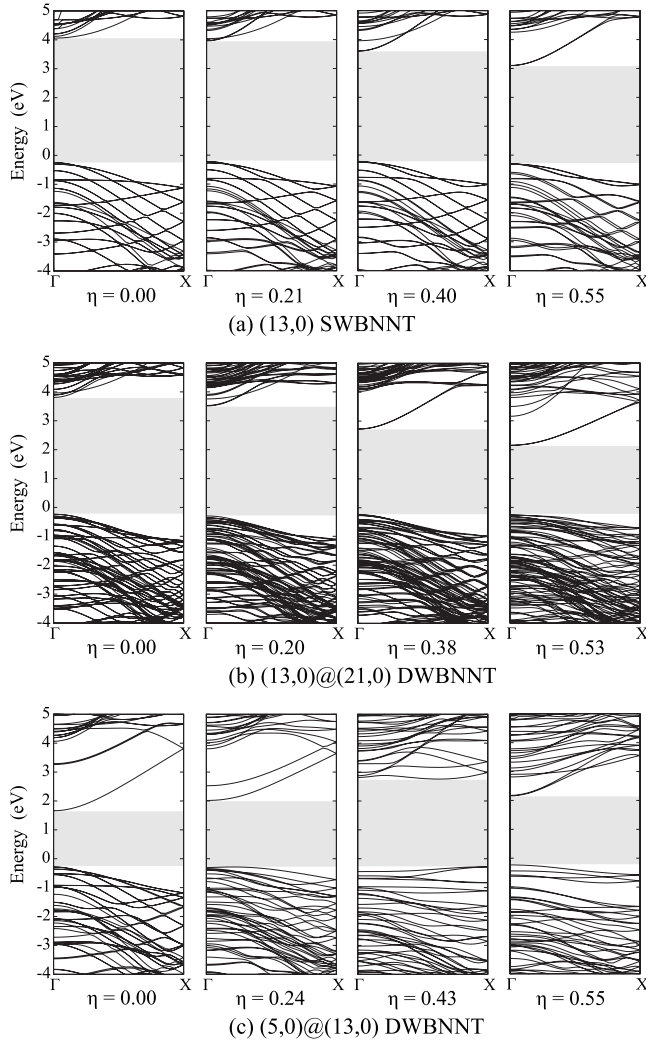 5
4
3
2
1
0
-1
-2
-3
-4
Energy (eV)
Γ X Γ X Γ X Γ X
η = 0.00 η = 0.21 η = 0.40 η = 0.55
(a) (13,0) SWBNNT
5
4
3
2
1
0
-1
-2
-3
-4
Energy (eV)
Γ X Γ X Γ X Γ X
η = 0.00 η = 0.20 η = 0.38 η = 0.53
(b) (13,0)@(21,0) DWBNNT
5
4
3
2
1
0
-1
-2
-3
-4
Energy (eV)
Γ X Γ X Γ X Γ X
η = 0.00 η = 0.24 η = 0.43 η = 0.55
(c) (5,0)@(13,0) DWBNNT